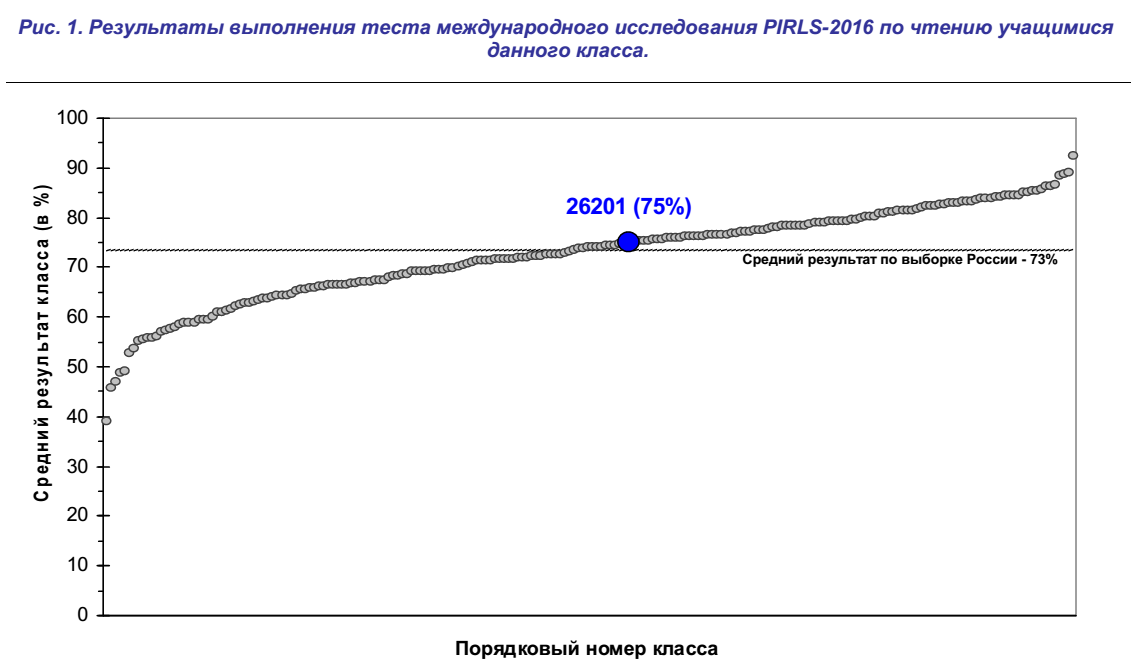 Рис. 1. Результаты выполнения теста международного исследования PIRLS-2016 по чтению учащимися
данного класса.
100
90
80
70
60
50
40
30
20
10
0
Средний результат класса (в %)
26201 (75%)
Средний результат по выборке России - 73%
Порядковый номер класса